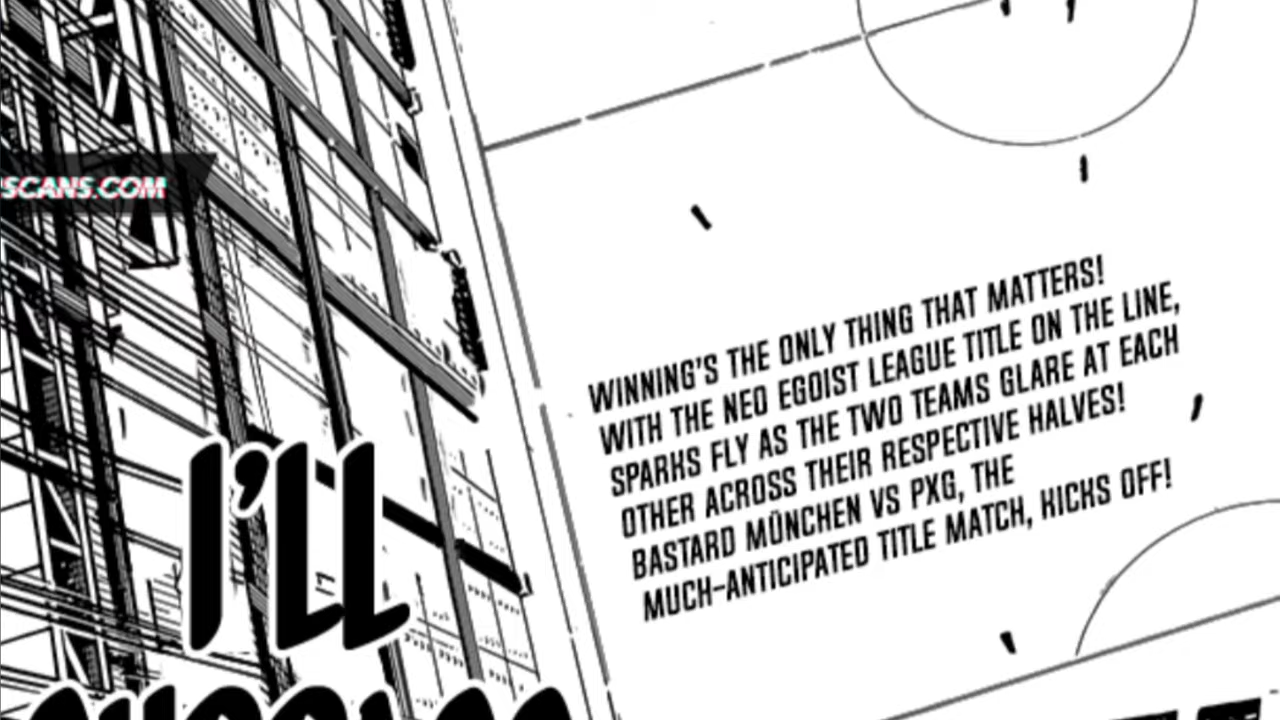 SCANS.COM
WINNING'S THE ONLY THING THAT MATTERS!
WITH THE NEO EGOIST LEAGUE TITLE ON THE LINE,
SPARKS FLY AS THE TWO TEAMS GLARE AT EACH
OTHER ACROSS THEIR RESPECTIVE HALVES!
BASTARD MÜNCHEN VS PXG, THE
MUCH-ANTICIPATED TITLE MATCH, KICKS OFF!
I'LL